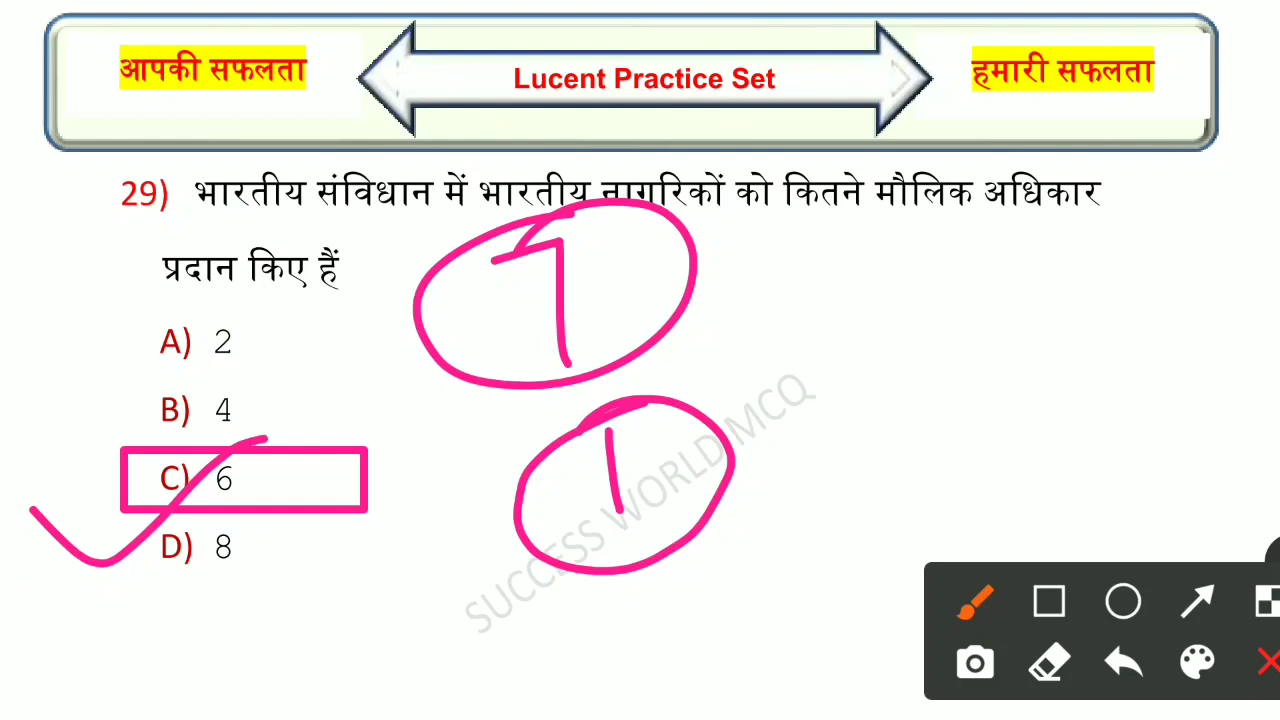 आपकी सफलता
Lucent Practice Set
हमारी सफलता
29) भारतीय संविधान में भारतीय नागरिकों को कितने मौलिक अधिकार
प्रदान किए हैं
7
A) 2
B) 4
1
C) 6
D) 8
SUCCESS WORLD MCQ